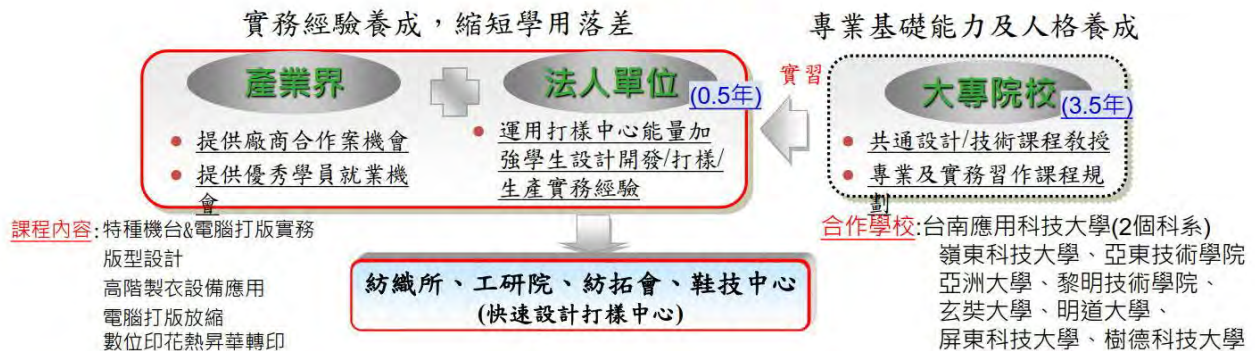 實務經驗養成，縮短學用落差
產業界
法人單位
(0.5年)
提供廠商合作案機會
提供優秀學員就業機
會
運用打樣中心能量加
強學生設計開發/打樣/
生產實務經驗
實習
專業基礎能力及人格養成
大專院校
(3.5年)
共通設計/技術課程教授
專業及實務習作課程規
劃
課程內容:特種機台&電腦打版實務
版型設計
高階製衣設備應用
電腦打版放縮
數位印花熱昇華轉印
紡織所、工研院、紡拓會、鞋技中心
(快速設計打樣中心)
合作學校:台南應用科技大學(2個科系)
嶺東科技大學、亞東技術學院
亞洲大學、黎明技術學院、
玄奘大學、明道大學、
屏東科技大學、樹德科技大學